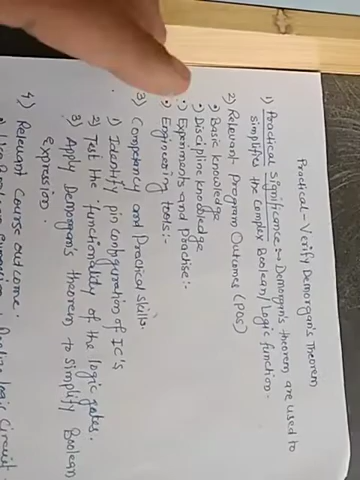 Practical - Verify Demorgan's Theorem
1) Practical Significance :- Demorgan's theorem are used to
simplifies the complex Boolean / Logic function -
2) Relevant Program Outcomes (POs)
• Basic knowledge
• Discipline knowledge
• Experiments and practise :-
• Engineering tools :-
3) Competency and Practical skills.
1) Identify pin configuration of IC's
2) Test the functionality of the logic gates.
3) Apply Demorgan's theorem to simplify Boolean
Expression.
4) Relevant Course outcome.